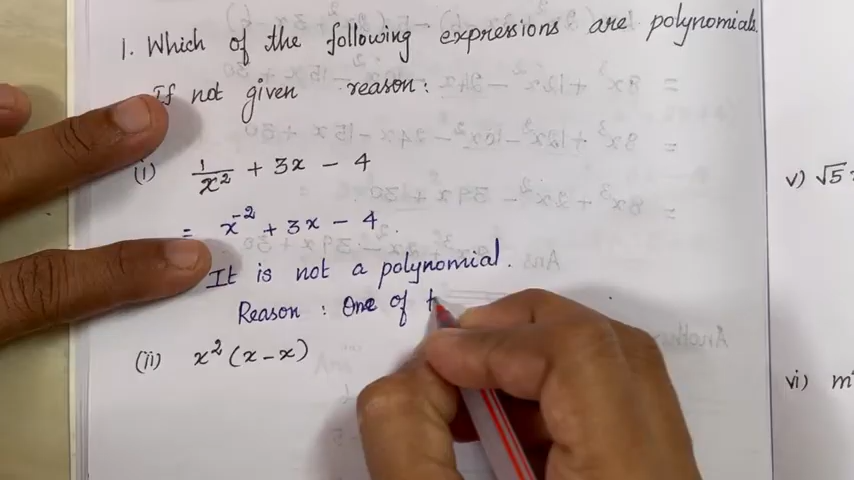 1. Which of the following expressions are polynomials.
If not given reason:
(i) 1/x² + 3x - 4
= x⁻² + 3x - 4.
It is not a polynomial.
Reason : One of
(ii) x² (x - x)
v) √5
vi) m